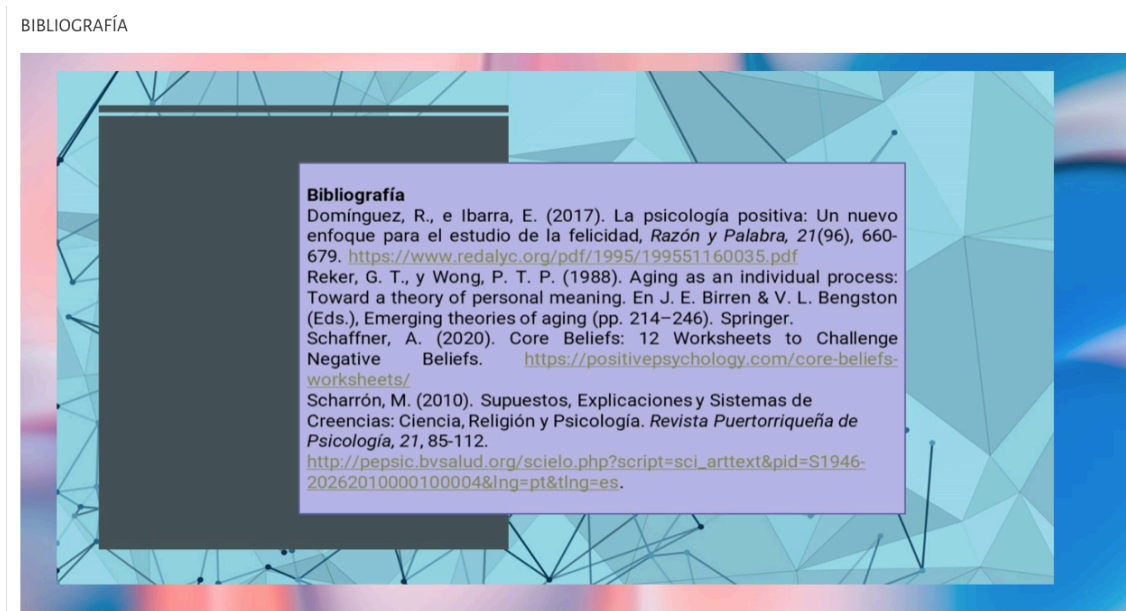 BIBLIOGRAFÍA
Bibliografía
Domínguez, R., e Ibarra, E. (2017). La psicología positiva: Un nuevo
enfoque para el estudio de la felicidad, Razón y Palabra, 21(96), 660-
679. https://www.redalyc.org/pdf/1995/199551160035.pdf
Reker, G. T., y Wong, P. T. P. (1988). Aging as an individual process:
Toward a theory of personal meaning. En J. E. Birren & V. L. Bengston
(Eds.), Emerging theories of aging (pp. 214–246). Springer.
Schaffner, A. (2020). Core Beliefs: 12 Worksheets to Challenge
Negative Beliefs. https://positivepsychology.com/core-beliefs-
worksheets/
Scharrón, M. (2010). Supuestos, Explicaciones y Sistemas de
Creencias: Ciencia, Religión y Psicología. Revista Puertorriqueña de
Psicología, 21, 85-112.
http://pepsic.bvsalud.org/scielo.php?script=sci_arttext&pid=S1946-
20262010000100004&lng=pt&tlng=es.